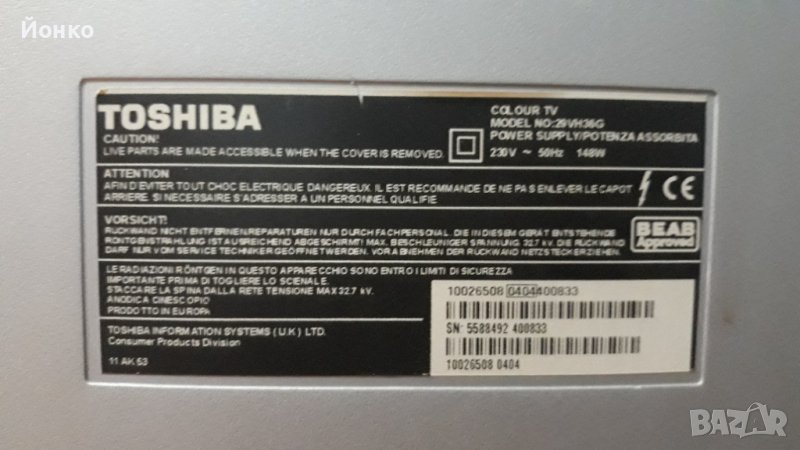 Йонко
TOSHIBA
COLOUR TV
MODEL NO:29VH36G
POWER SUPPLY/POTENZA ASSORBITA
230V ~ 50Hz 148W
CAUTION:
LIVE PARTS ARE MADE ACCESSIBLE WHEN THE COVER IS REMOVED.
ATTENTION
AFIN D'EVITER TOUT CHOC ELECTRIQUE DANGEREUX. IL EST RECOMMANDE DE NE PAS ENLEVER LE CAPOT
ARRIERE. SI NECESSAIRE S'ADRESSER A UN PERSONNEL QUALIFIE
CE
VORSICHT!
RUCKWAND NICHT ENTFERNEN.REPARATUREN NUR DURCH FACHPERSONAL. DIE IN DIESEM GERÄT ENTSTEHENDE
RÖNTGENSTRAHLUNG IST AUSREICHEND ABGESCHIRMT! MAX. BESCHLEUNIGER SPANNUNG 32.7 kV. DIE RUCKWAND
DARF NUR VOM SERVICE TECHNIKER GEÖFFNET WERDEN. VOR ABNEHMEN DER RUCKWAND NETZSTECKER ZIEHEN.
BEAB
Approved
LE RADIAZIONI RÖNTGEN IN QUESTO APPARECCHIO SONO ENTRO I LIMITI DI SICUREZZA
IMPORTANTE PRIMA DI TOGLIERE LO SCIENALE.
STACCARE LA SPINA DALLA RETE TENSIONE MAX 32.7 kV.
ANODICA CINESCOPIO
PRODOTTO IN EUROPA
TOSHIBA INFORMATION SYSTEMS (U.K) LTD.
Consumer Products Division
11 AK 53
10026508 0404400833
SN: 5588492 400833
10026508 0404
BAZAR